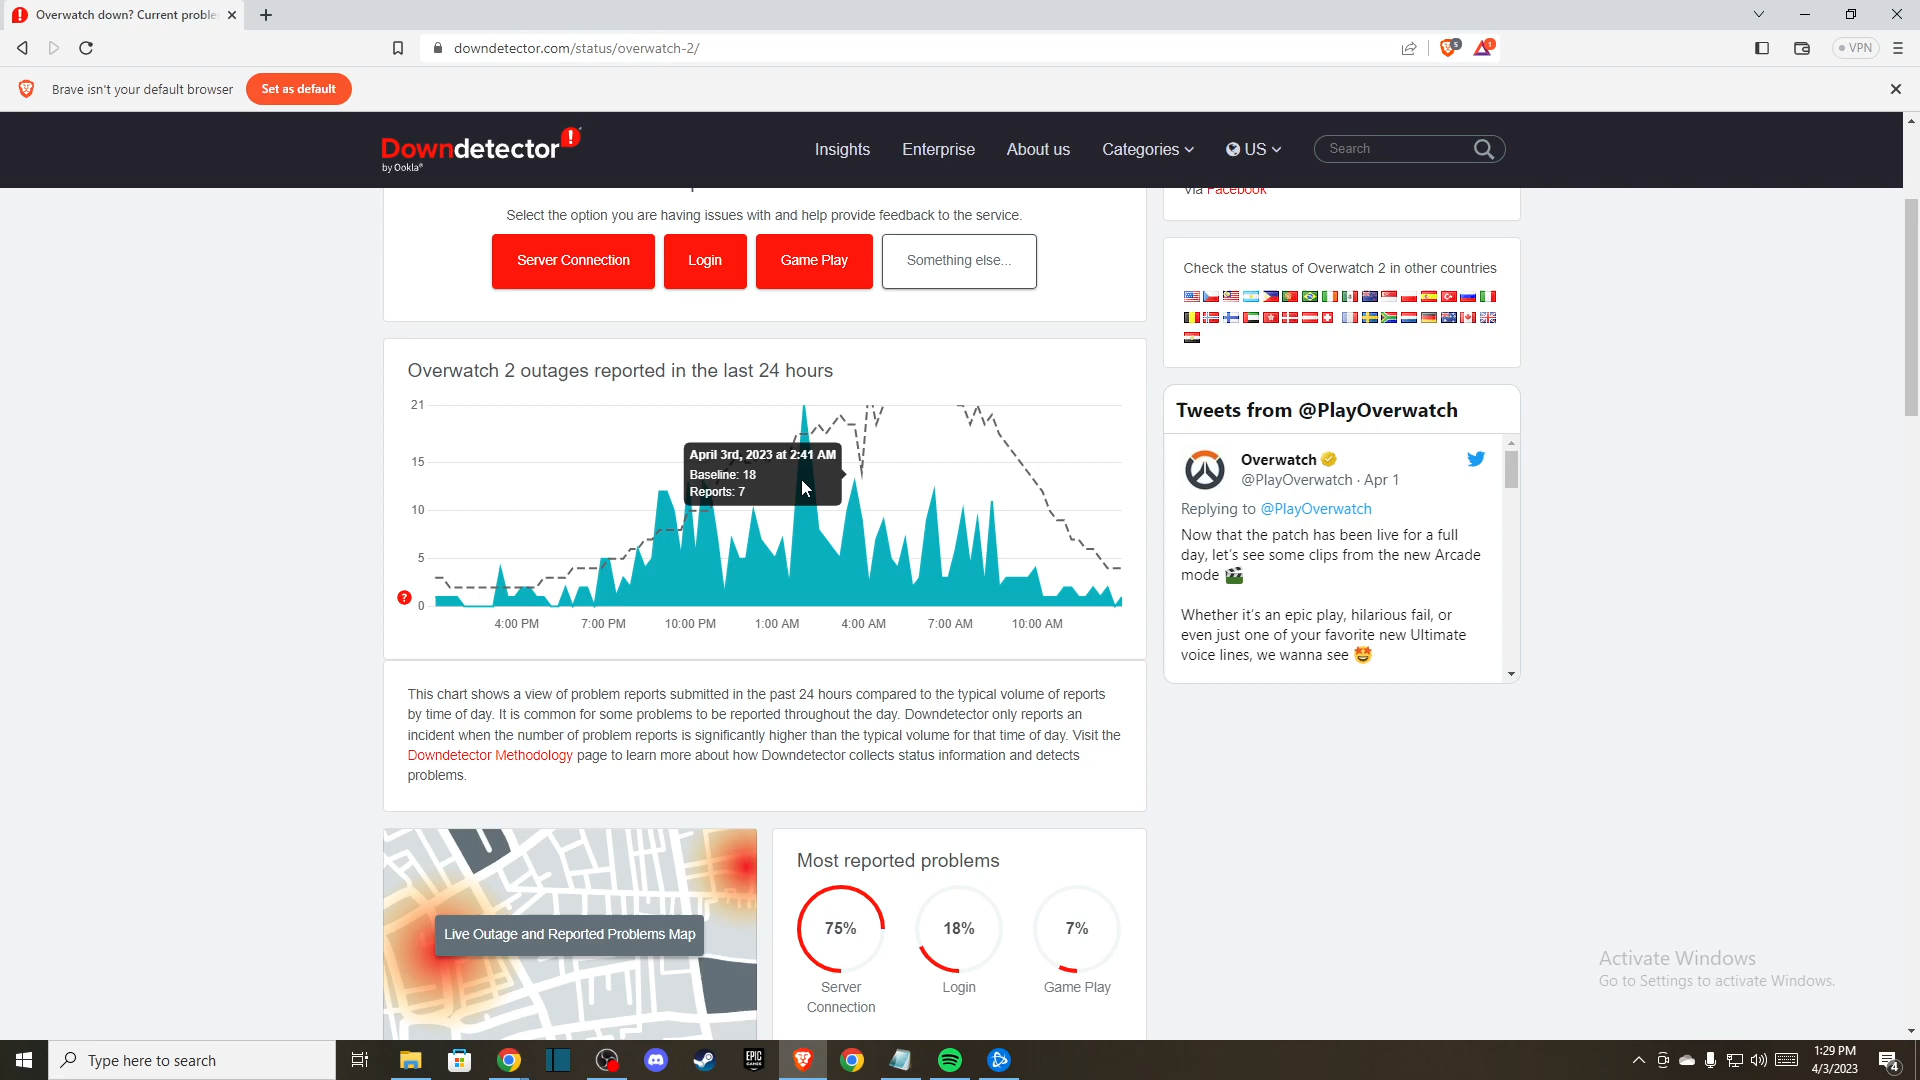 Overwatch down? Current proble
downdetector.com/status/overwatch-2/
5
1
VPN
Brave isn't your default browser
Set as default
Downdetector
by Ookla®
Insights
Enterprise
About us
Categories
US
Search
via Facebook
Select the option you are having issues with and help provide feedback to the service.
Server Connection
Login
Game Play
Something else...
Check the status of Overwatch 2 in other countries
Overwatch 2 outages reported in the last 24 hours
21
15
10
5
0
April 3rd, 2023 at 2:41 AM
Baseline: 18
Reports: 7
?
4:00 PM
7:00 PM
10:00 PM
1:00 AM
4:00 AM
7:00 AM
10:00 AM
Tweets from @PlayOverwatch
Overwatch
@PlayOverwatch · Apr 1
Replying to @PlayOverwatch
Now that the patch has been live for a full
day, let's see some clips from the new Arcade
mode 🎬
Whether it's an epic play, hilarious fail, or
even just one of your favorite new Ultimate
voice lines, we wanna see 🤩
This chart shows a view of problem reports submitted in the past 24 hours compared to the typical volume of reports
by time of day. It is common for some problems to be reported throughout the day. Downdetector only reports an
incident when the number of problem reports is significantly higher than the typical volume for that time of day. Visit the
Downdetector Methodology page to learn more about how Downdetector collects status information and detects
problems.
Live Outage and Reported Problems Map
Most reported problems
75%
18%
7%
Server
Connection
Login
Game Play
Activate Windows
Go to Settings to activate Windows.
Type here to search
EPIC
GAMES
1:29 PM
4/3/2023
4